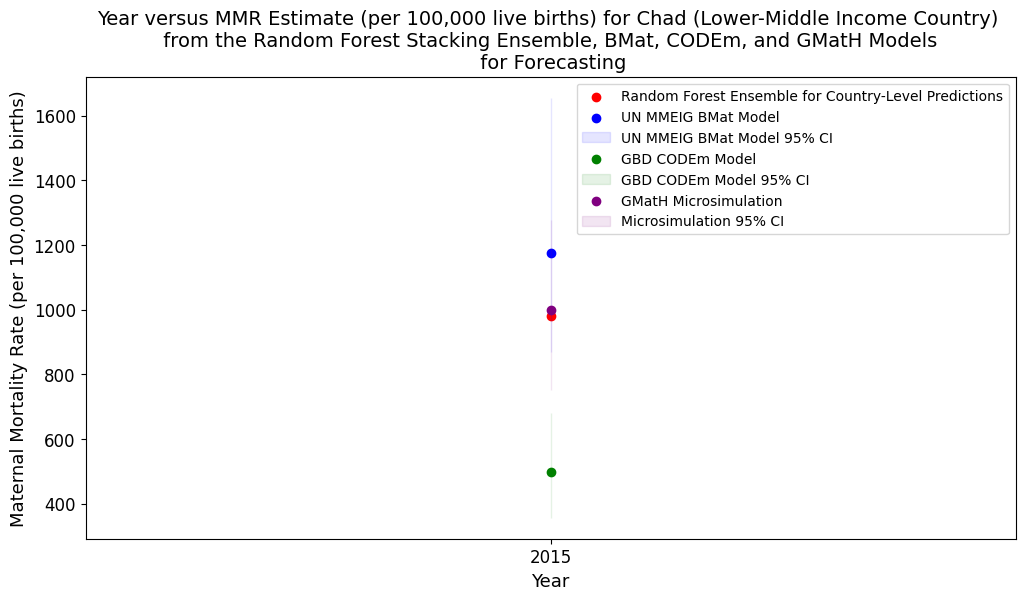 Year versus MMR Estimate (per 100,000 live births) for Chad (Lower-Middle Income Country)
from the Random Forest Stacking Ensemble, BMat, CODEm, and GMatH Models
for Forecasting
Random Forest Ensemble for Country-Level Predictions
UN MMEIG BMat Model
UN MMEIG BMat Model 95% CI
GBD CODEm Model
GBD CODEm Model 95% CI
GMatH Microsimulation
Microsimulation 95% CI
Maternal Mortality Rate (per 100,000 live births)
1600
1400
1200
1000
800
600
400
2015
Year